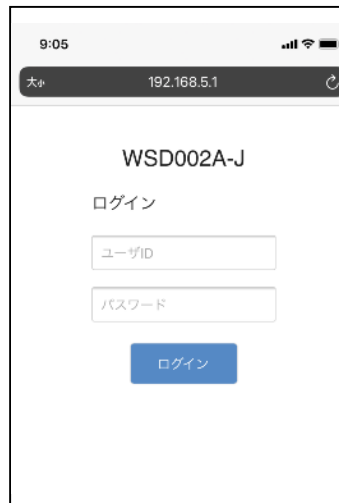 9:05
大小 192.168.5.1
WSD002A-J
ログイン
ユーザID
パスワード
ログイン